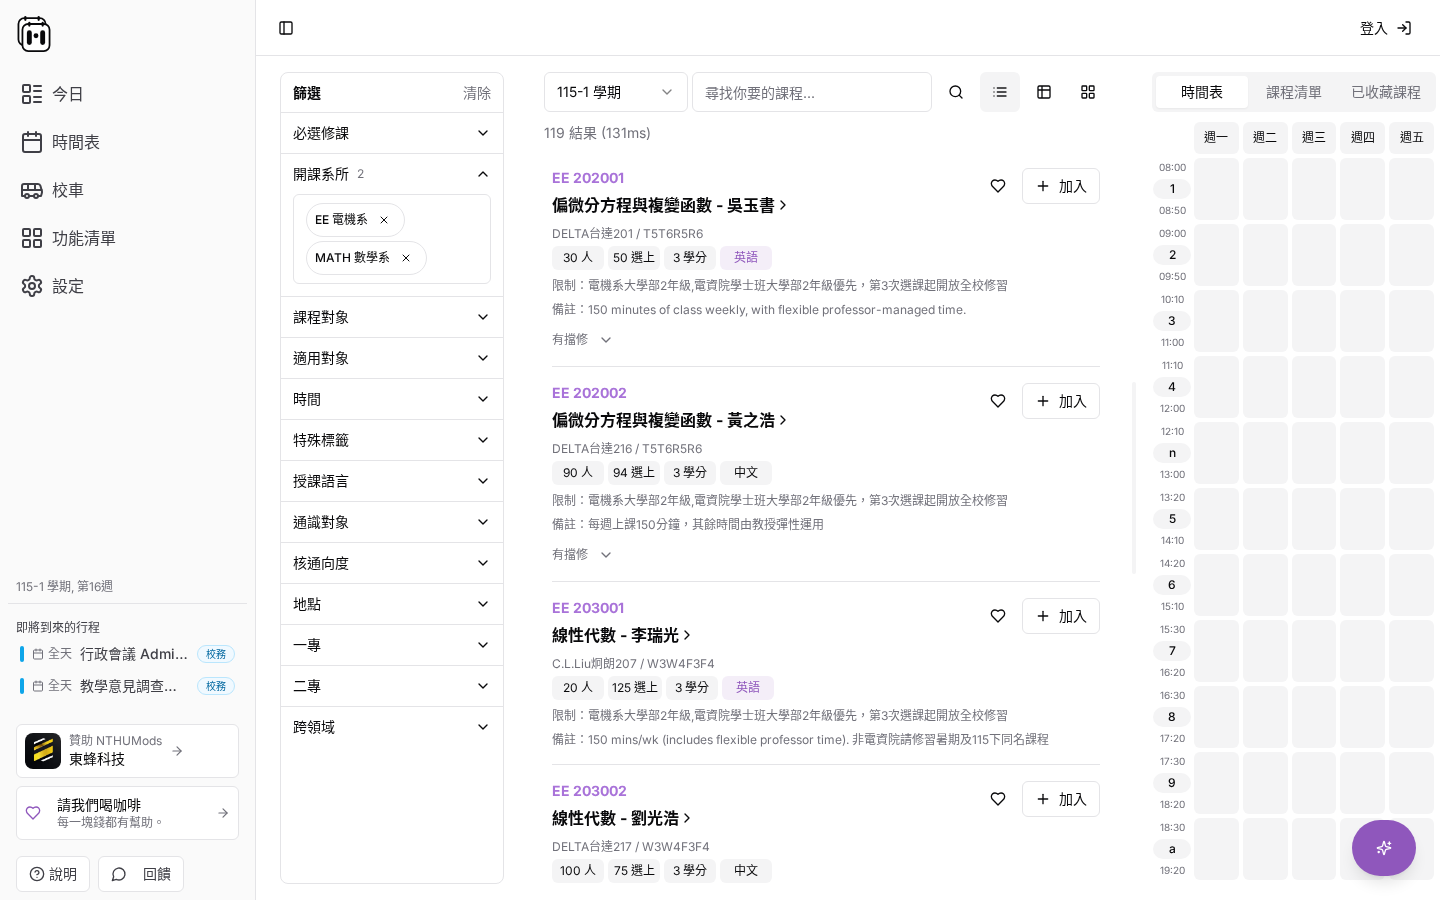 今日
時間表
校車
功能清單
設定
115-1 學期, 第16週
即將到來的行程
全天 行政會議 Admi... 校務
全天 教學意見調查... 校務
贊助 NTHUMods
東蜂科技
請我們喝咖啡
每一塊錢都有幫助。
說明
回饋
登入
篩選
清除
必選修課
開課系所 2
EE 電機系
MATH 數學系
課程對象
適用對象
時間
特殊標籤
授課語言
通識對象
核通向度
地點
一專
二專
跨領域
115-1 學期
尋找你要的課程...
119 結果 (131ms)
EE 202001
加入
偏微分方程與複變函數 - 吳玉書
DELTA台達201 / T5T6R5R6
30 人 50 選上 3 學分 英語
限制：電機系大學部2年級,電資院學士班大學部2年級優先，第3次選課起開放全校修習
備註：150 minutes of class weekly, with flexible professor-managed time.
有擋修
EE 202002
加入
偏微分方程與複變函數 - 黃之浩
DELTA台達216 / T5T6R5R6
90 人 94 選上 3 學分 中文
限制：電機系大學部2年級,電資院學士班大學部2年級優先，第3次選課起開放全校修習
備註：每週上課150分鐘，其餘時間由教授彈性運用
有擋修
EE 203001
加入
線性代數 - 李瑞光
C.L.Liu炯朗207 / W3W4F3F4
20 人 125 選上 3 學分 英語
限制：電機系大學部2年級,電資院學士班大學部2年級優先，第3次選課起開放全校修習
備註：150 mins/wk (includes flexible professor time). 非電資院請修習暑期及115下同名課程
EE 203002
加入
線性代數 - 劉光浩
DELTA台達217 / W3W4F3F4
100 人 75 選上 3 學分 中文
時間表 課程清單 已收藏課程
週一 週二 週三 週四 週五
08:00
1
08:50
09:00
2
09:50
10:10
3
11:00
11:10
4
12:00
12:10
n
13:00
13:20
5
14:10
14:20
6
15:10
15:30
7
16:20
16:30
8
17:20
17:30
9
18:20
18:30
a
19:20